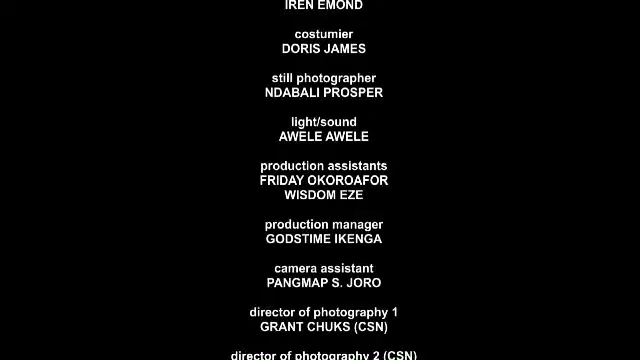 IREN EMOND
costumier
DORIS JAMES
still photographer
NDABALI PROSPER
light/sound
AWELE AWELE
production assistants
FRIDAY OKOROAFOR
WISDOM EZE
production manager
GODSTIME IKENGA
camera assistant
PANGMAP S. JORO
director of photography 1
GRANT CHUKS (CSN)
director of photography 2 (CSN)